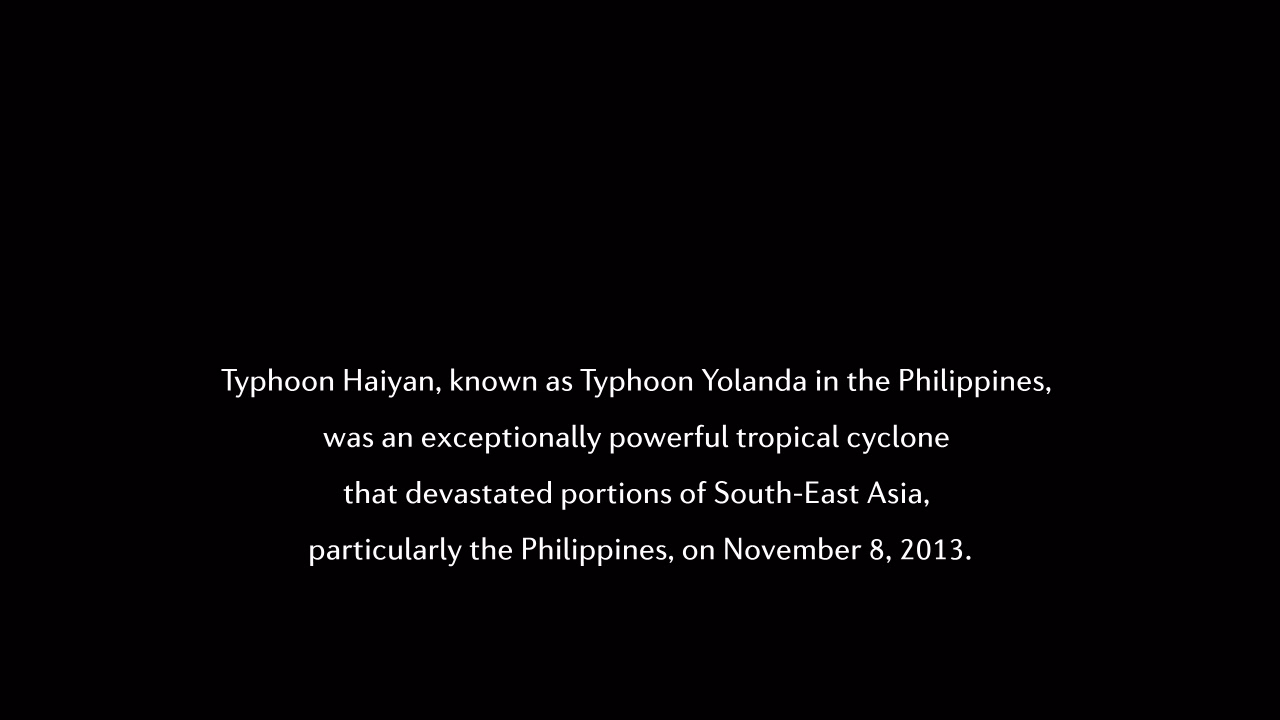 Typhoon Haiyan, known as Typhoon Yolanda in the Philippines,
was an exceptionally powerful tropical cyclone
that devastated portions of South-East Asia,
particularly the Philippines, on November 8, 2013.